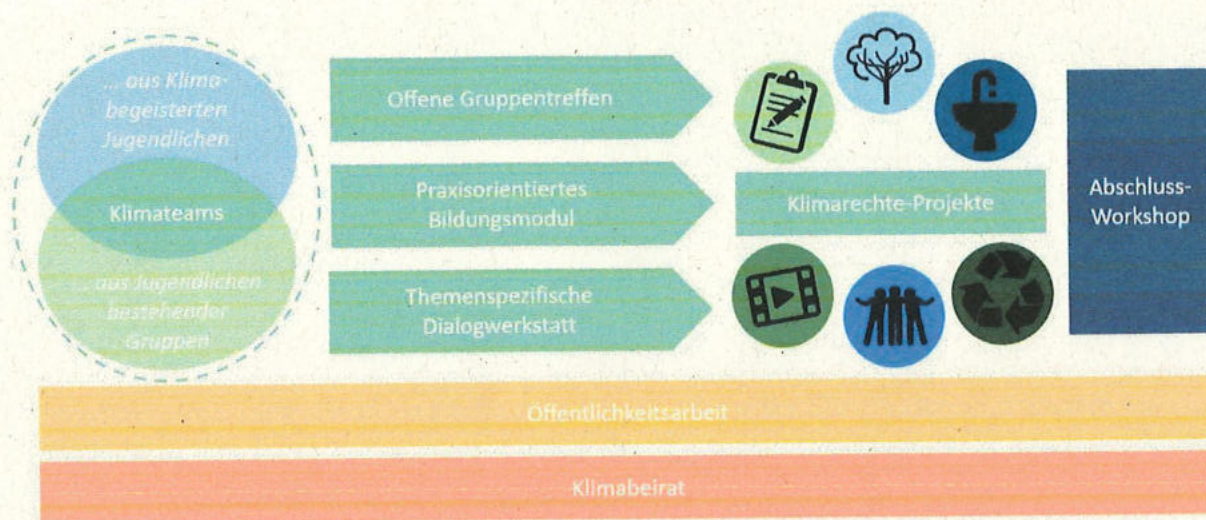 ... aus Klima-
begeisterten
Jugendlichen
Klimateams
... aus Jugendlichen
bestehender
Gruppen
Offene Gruppentreffen
Praxisorientiertes
Bildungsmodul
Themenspezifische
Dialogwerkstatt
Klimarechte-Projekte
Abschluss-
Workshop
Öffentlichkeitsarbeit
Klimabeirat